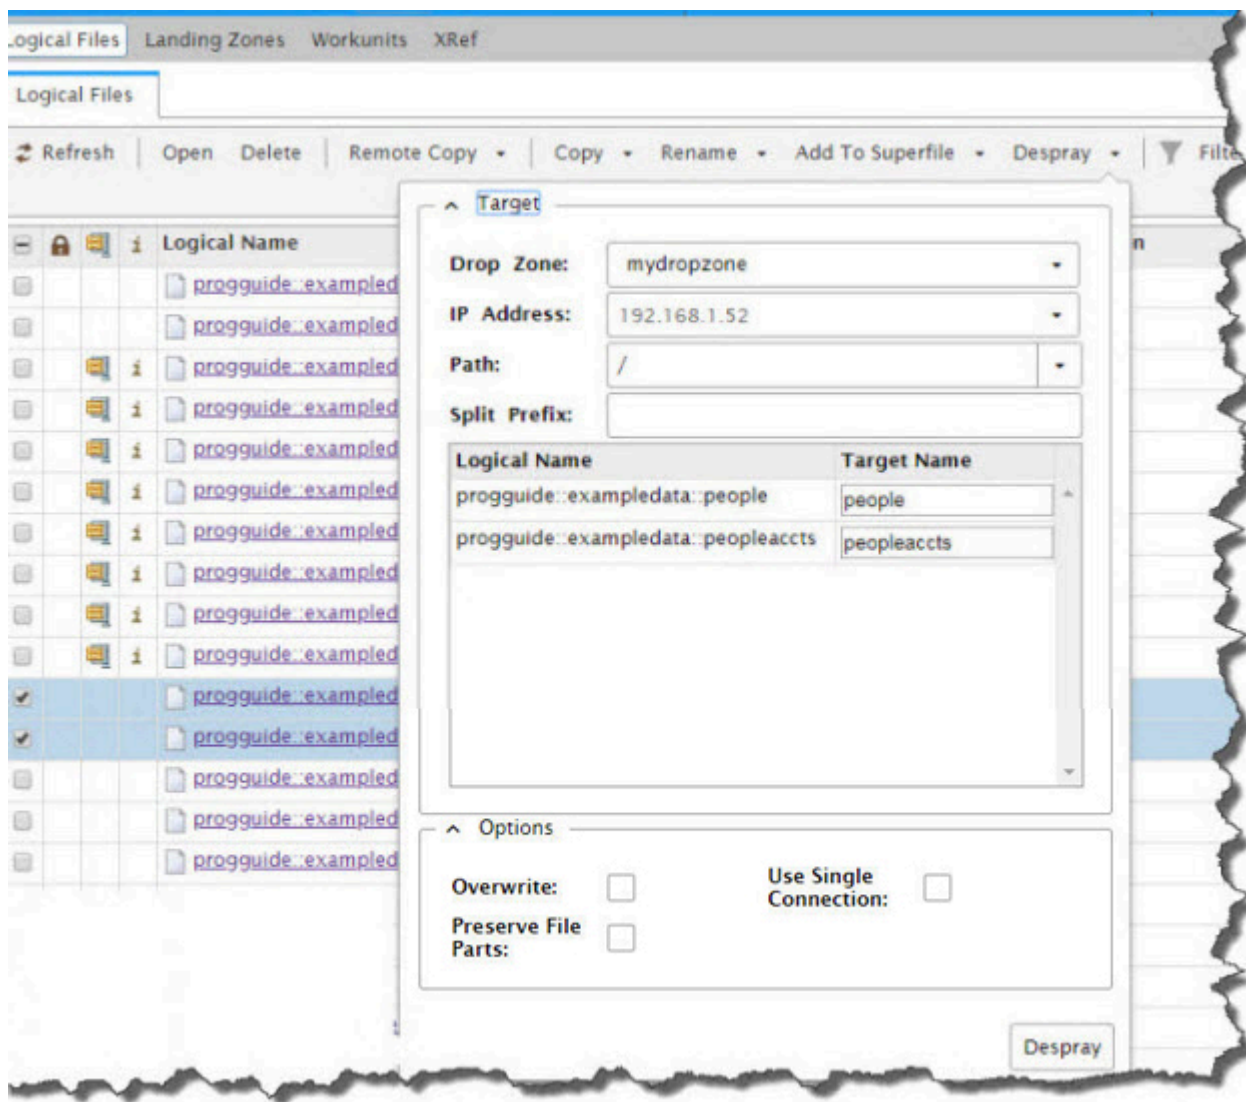 Logical Files Landing Zones Workunits XRef
Logical Files
Refresh Open Delete Remote Copy Copy Rename Add To Superfile Despray Filte
Target
i Logical Name
n
Drop Zone: mydropzone
progguide::exampled
IP Address: 192.168.1.52
progguide::exampled
Path: /
i progguide::exampled
Split Prefix:
i progguide::exampled
Logical Name Target Name
i progguide::exampled
progguide::exampledata::people people
i progguide::exampled
progguide::exampledata::peopleaccts peopleaccts
i progguide::exampled
i progguide::exampled
i progguide::exampled
i progguide::exampled
progguide::exampled
progguide::exampled
progguide::exampled
progguide::exampled
progguide::exampled
Options
Overwrite:
Use Single
Connection:
Preserve File
Parts:
Despray